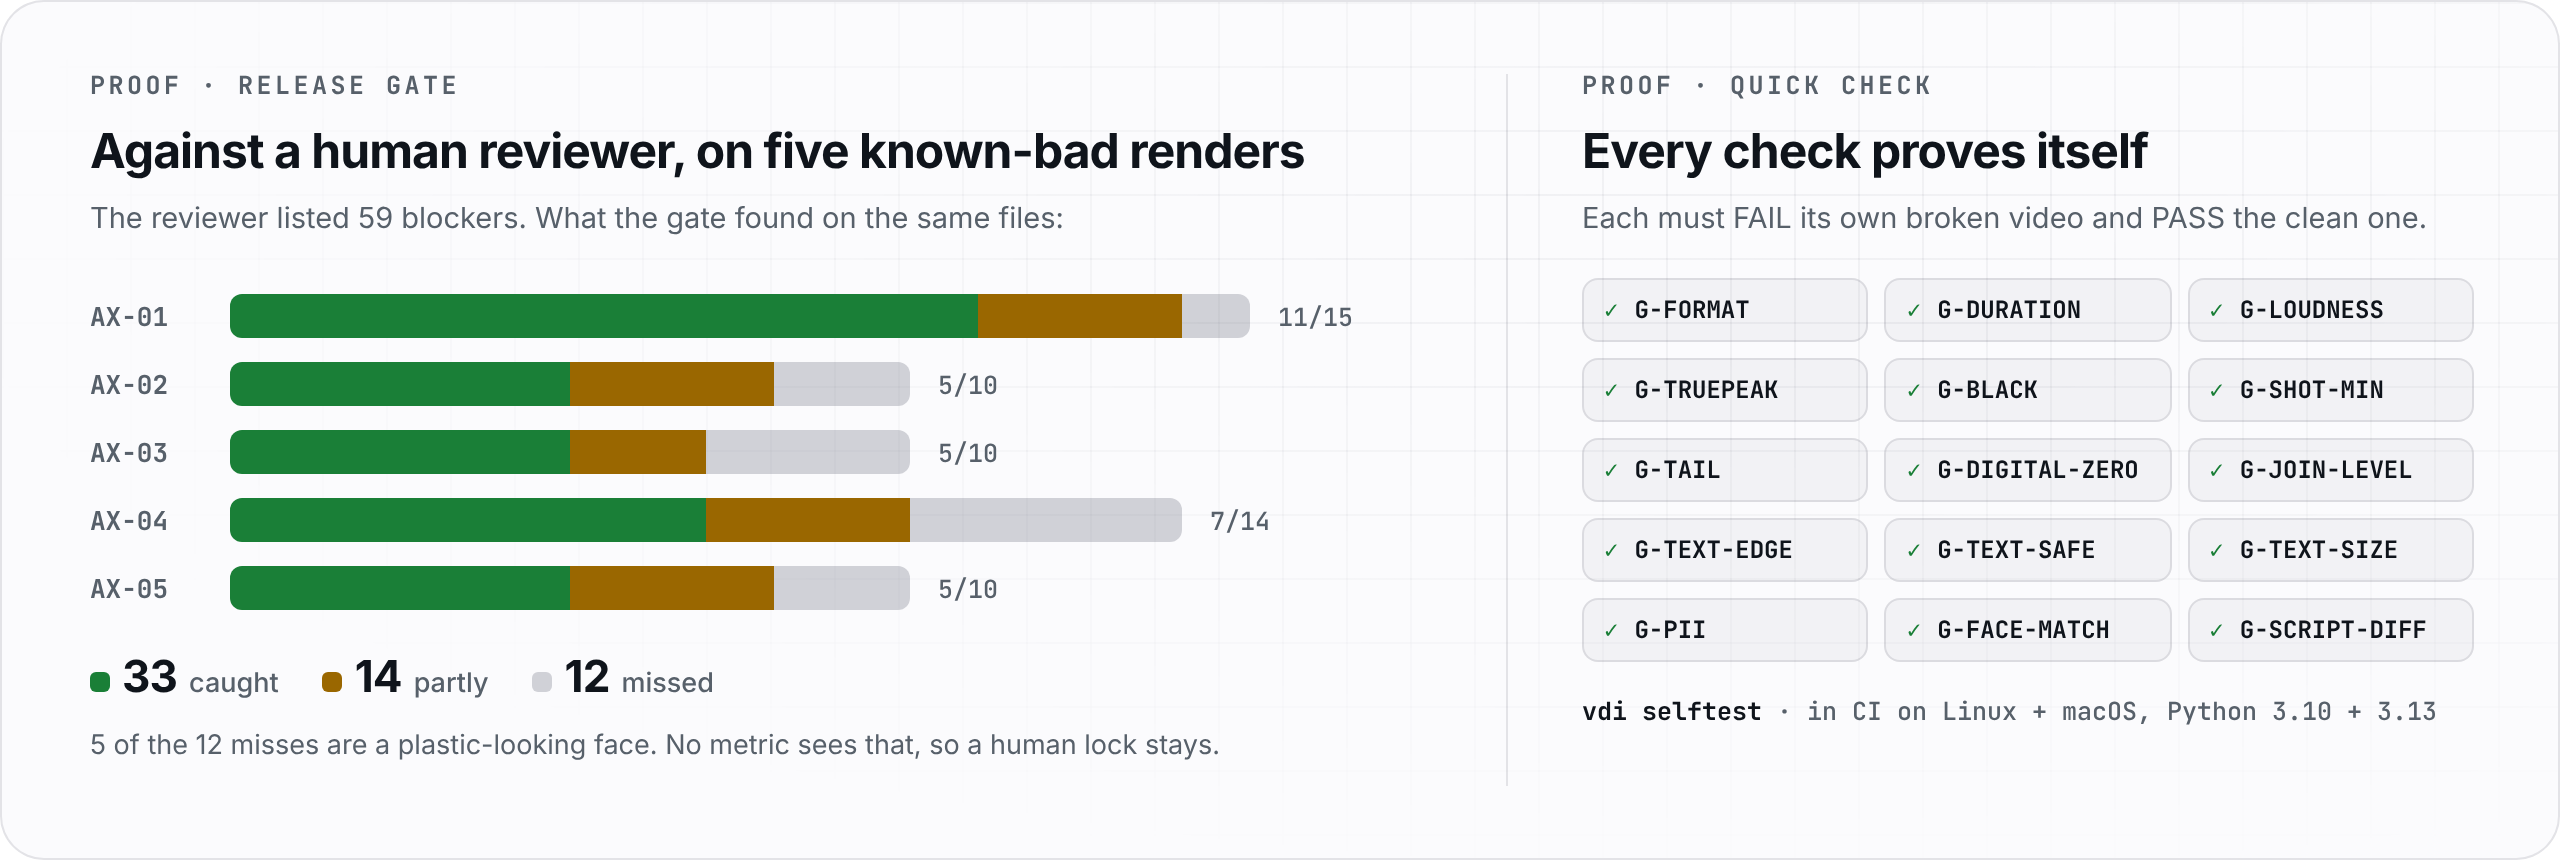 PROOF · RELEASE GATE
Against a human reviewer, on five known-bad renders
The reviewer listed 59 blockers. What the gate found on the same files:
AX-01 11/15
AX-02 5/10
AX-03 5/10
AX-04 7/14
AX-05 5/10
33 caught 14 partly 12 missed
5 of the 12 misses are a plastic-looking face. No metric sees that, so a human lock stays.
PROOF · QUICK CHECK
Every check proves itself
Each must FAIL its own broken video and PASS the clean one.
✓ G-FORMAT ✓ G-DURATION ✓ G-LOUDNESS
✓ G-TRUEPEAK ✓ G-BLACK ✓ G-SHOT-MIN
✓ G-TAIL ✓ G-DIGITAL-ZERO ✓ G-JOIN-LEVEL
✓ G-TEXT-EDGE ✓ G-TEXT-SAFE ✓ G-TEXT-SIZE
✓ G-PII ✓ G-FACE-MATCH ✓ G-SCRIPT-DIFF
vdi selftest · in CI on Linux + macOS, Python 3.10 + 3.13